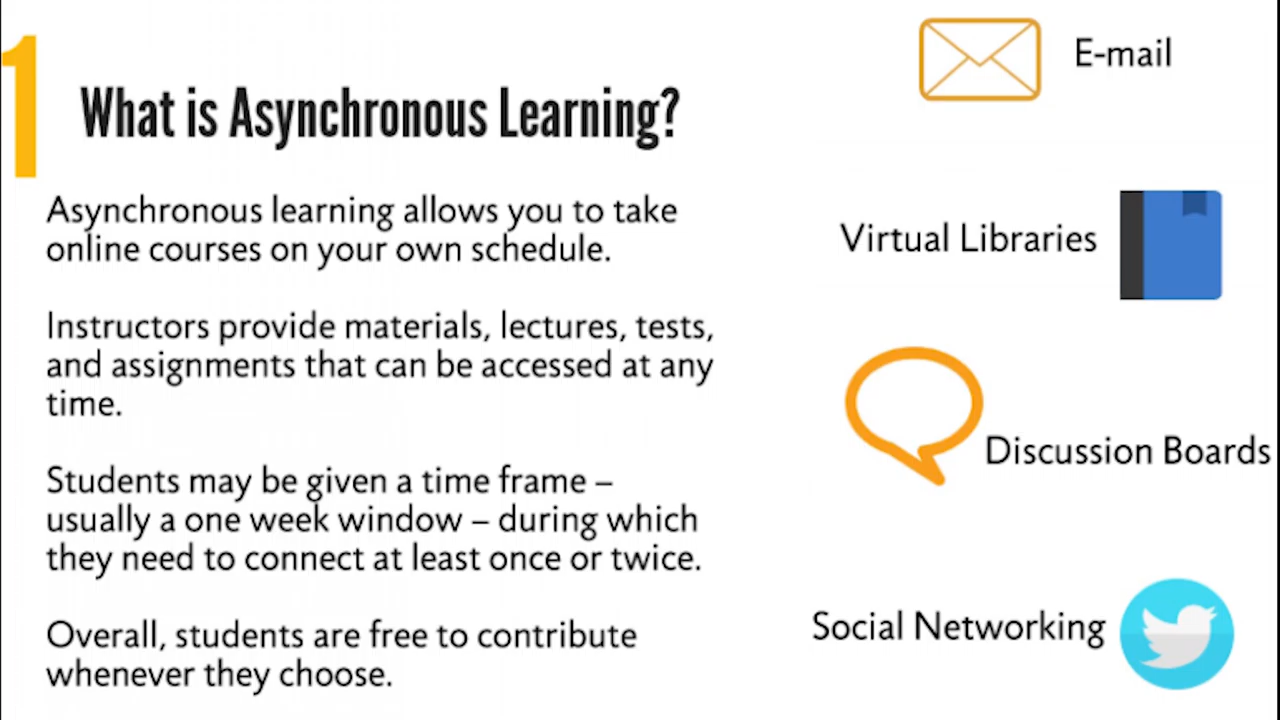 1
What is Asynchronous Learning?
Asynchronous learning allows you to take
online courses on your own schedule.
Instructors provide materials, lectures, tests,
and assignments that can be accessed at any
time.
Students may be given a time frame –
usually a one week window – during which
they need to connect at least once or twice.
Overall, students are free to contribute
whenever they choose.
E-mail
Virtual Libraries
Discussion Boards
Social Networking